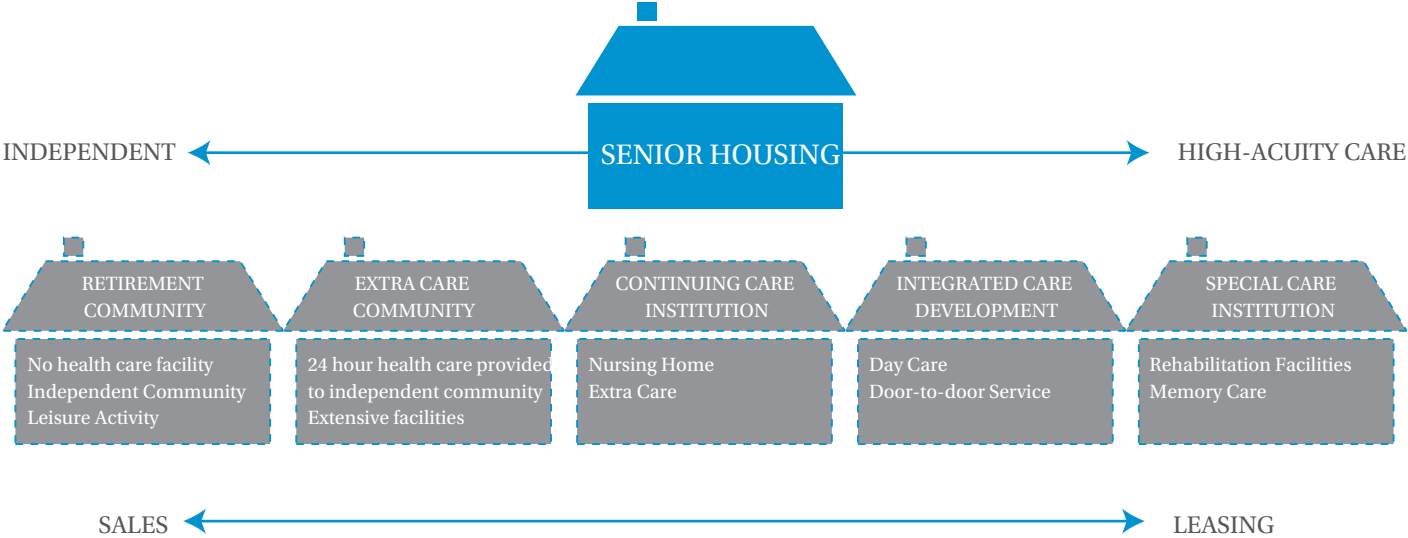 INDEPENDENT
SENIOR HOUSING
HIGH-ACUITY CARE
RETIREMENT
COMMUNITY
No health care facility
Independent Community
Leisure Activity
EXTRA CARE
COMMUNITY
24 hour health care provided
to independent community
Extensive facilities
CONTINUING CARE
INSTITUTION
Nursing Home
Extra Care
INTEGRATED CARE
DEVELOPMENT
Day Care
Door-to-door Service
SPECIAL CARE
INSTITUTION
Rehabilitation Facilities
Memory Care
SALES
LEASING